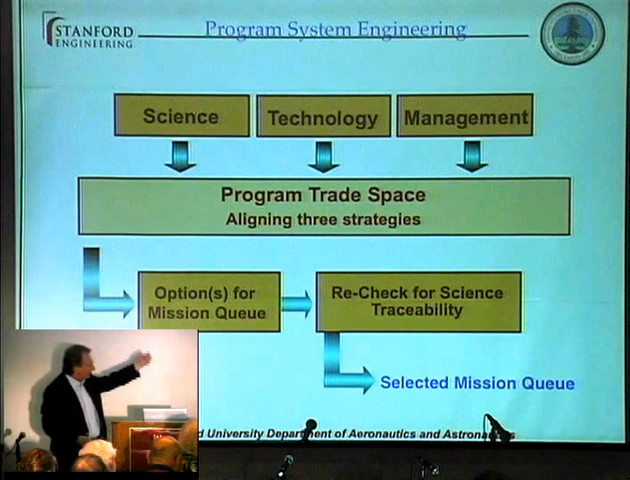 STANFORD
ENGINEERING
Program System Engineering
Science
Technology
Management
Program Trade Space
Aligning three strategies
Option(s) for
Mission Queue
Re-Check for Science
Traceability
Selected Mission Queue
d University Department of Aeronautics and Astronautics